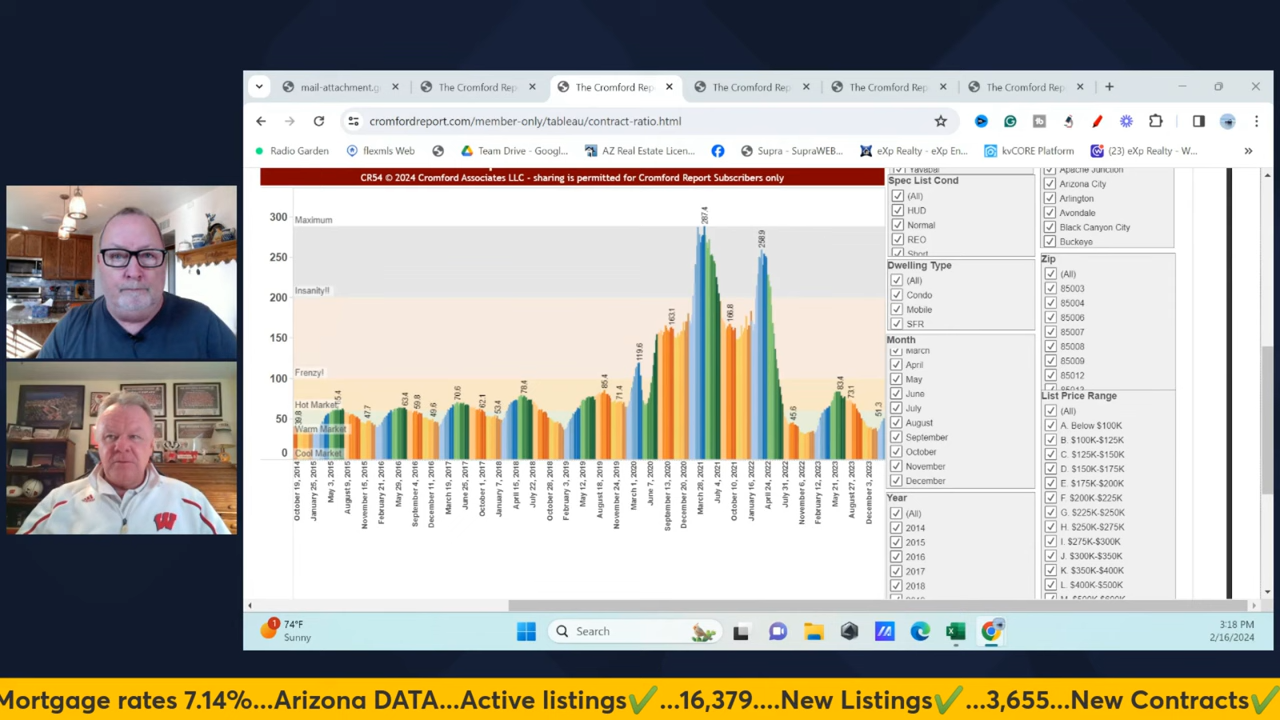 mail-attachment.g
The Cromford Rep
The Cromford Rep
The Cromford Rep
The Cromford Rep
The Cromford Rep
cromfordreport.com/member-only/tableau/contract-ratio.html
Radio Garden
flexmls Web
Team Drive - Googl...
AZ Real Estate Licen...
Supra - SupraWEB...
eXp Realty - eXp En...
kvCORE Platform
(23) eXp Realty - W...
CR54 © 2024 Cromford Associates LLC - sharing is permitted for Cromford Report Subscribers only
300
250
200
150
100
50
0
Maximum
Insanity!!
Frenzy!
Hot Market
Warm Market
Cool Market
39.8
5.4
47.7
63.4
59.8
49.6
70.6
62.1
53.4
78.4
85.4
71.4
119.6
163.1
287.4
166.8
258.9
45.6
83.4
73.1
51.3
October 19, 2014
January 25, 2015
May 3, 2015
August 9, 2015
November 15, 2015
February 21, 2016
May 29, 2016
September 4, 2016
December 11, 2016
March 19, 2017
June 25, 2017
October 1, 2017
January 7, 2018
April 15, 2018
July 22, 2018
October 28, 2018
February 3, 2019
May 12, 2019
August 18, 2019
November 24, 2019
March 1, 2020
June 7, 2020
September 13, 2020
December 20, 2020
March 28, 2021
July 4, 2021
October 10, 2021
January 16, 2022
April 24, 2022
July 31, 2022
November 6, 2022
February 12, 2023
May 21, 2023
August 27, 2023
December 3, 2023
Yavapai
Spec List Cond
(All)
HUD
Normal
REO
Short
Dwelling Type
(All)
Condo
Mobile
SFR
Month
March
April
May
June
July
August
September
October
November
December
Year
(All)
2014
2015
2016
2017
2018
Apache Junction
Arizona City
Arlington
Avondale
Black Canyon City
Buckeye
Zip
(All)
85003
85004
85006
85007
85008
85009
85012
85013
List Price Range
(All)
A. Below $100K
B. $100K-$125K
C. $125K-$150K
D. $150K-$175K
E. $175K-$200K
F $200K-$225K
G. $225K-$250K
H. $250K-$275K
I. $275K-$300K
J. $300K-$350K
K. $350K-$400K
L. $400K-$500K
M. $500K-$600K
W
1
74°F
Sunny
Search
3:18 PM
2/16/2024
Mortgage rates 7.14%...Arizona DATA...Active listings✅ ...16,379....New Listings✅ ...3,655...New Contracts✅